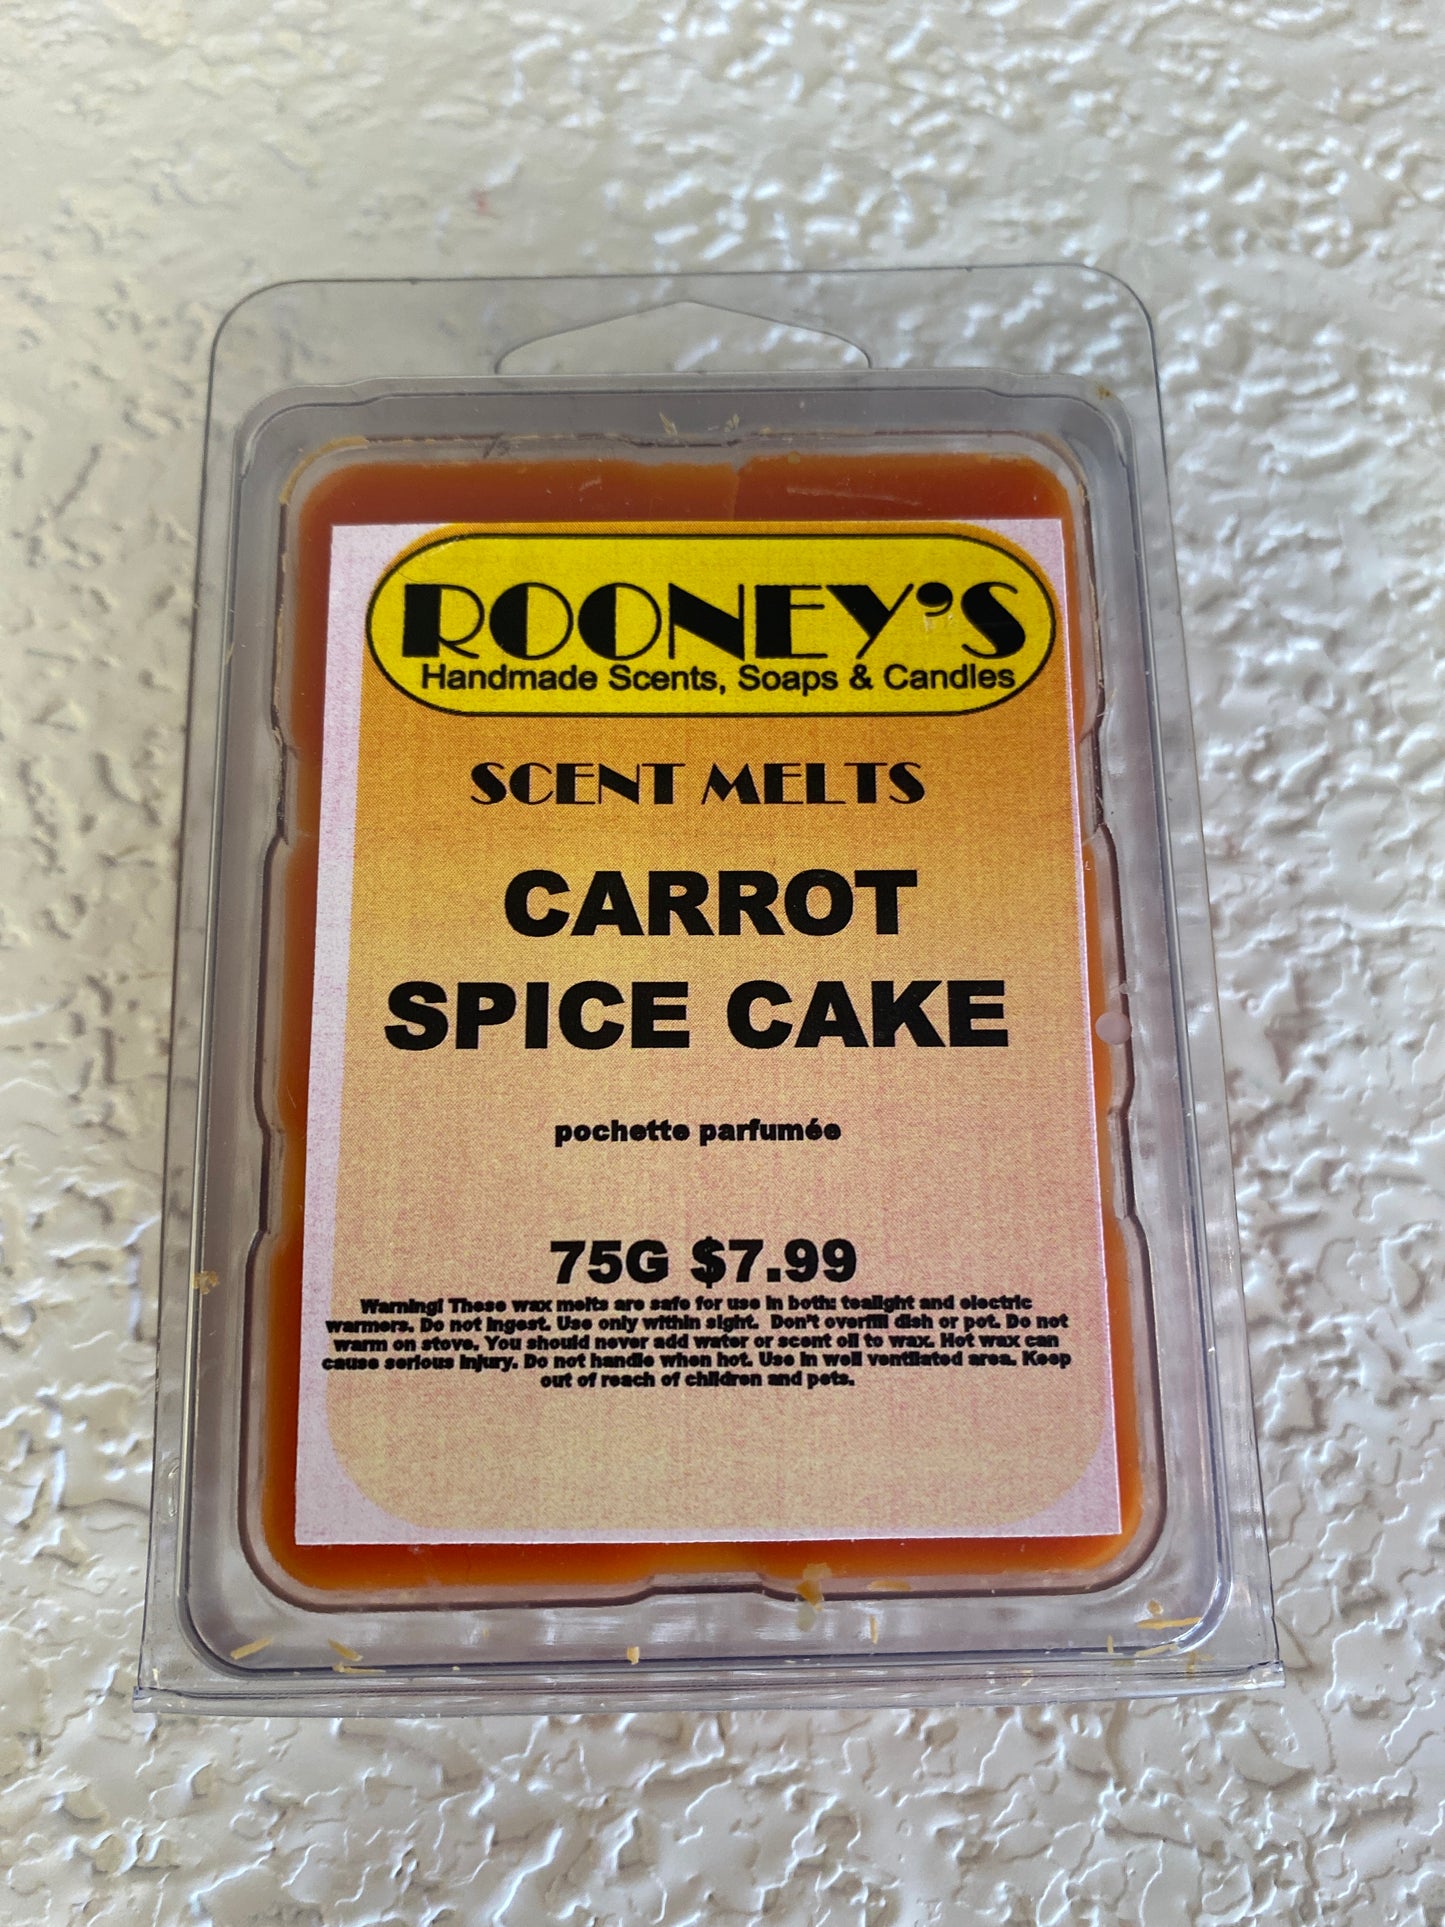 ROONEY'S
Handmade Scents, Soaps & Candles
SCENT MELTS
CARROT
SPICE CAKE
pochette parfumée
75G $7.99
Warning! These wax melts are safe for use in both: tealight and electric
warmers. Do not ingest. Use only within sight. Don't overfill dish or pot. Do not
warm on stove. You should never add water or scent oil to wax. Hot wax can
cause serious injury. Do not handle when hot. Use in well ventilated area. Keep
out of reach of children and pets.